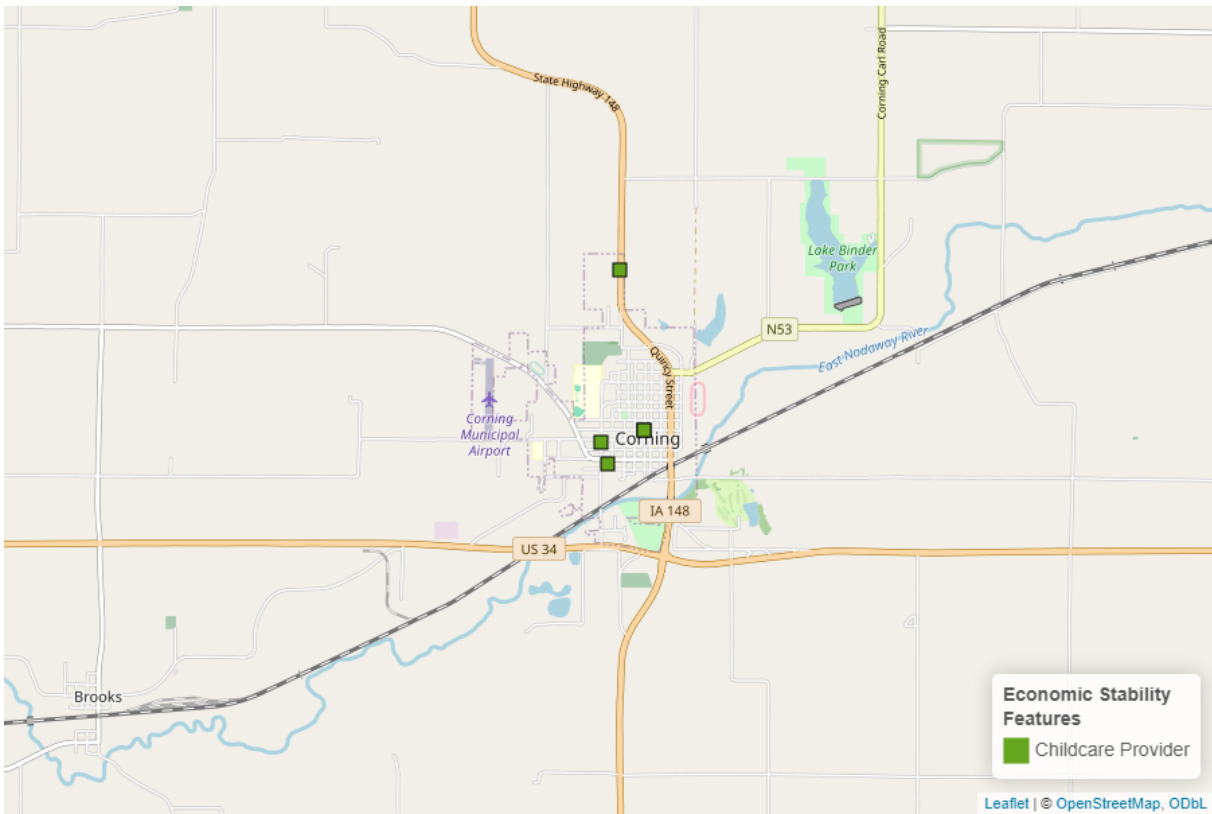 State Highway 148
Corning Carl Road
Lake Binder
Park
N53
East Nodaway River
Quincy Street
Corning
Municipal
Airport
Corning
IA 148
US 34
Brooks
Economic Stability
Features
Childcare Provider
Leaflet | © OpenStreetMap, ODbL